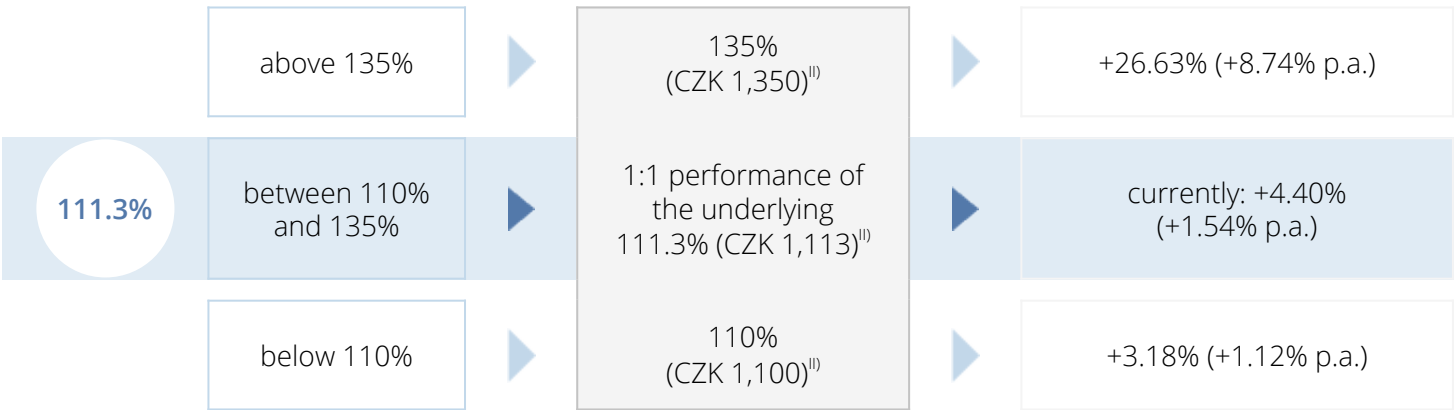 above 135%
135%
(CZK 1,350)II)
+26.63% (+8.74% p.a.)
111.3%
between 110%
and 135%
1:1 performance of
the underlying
111.3% (CZK 1,113)II)
currently: +4.40%
(+1.54% p.a.)
below 110%
110%
(CZK 1,100)II)
+3.18% (+1.12% p.a.)